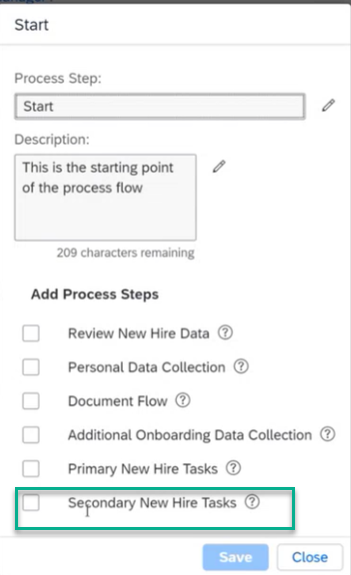 Start
Process Step:
Start
Description:
This is the starting point
of the process flow
209 characters remaining
Add Process Steps
Review New Hire Data
Personal Data Collection
Document Flow
Additional Onboarding Data Collection
Primary New Hire Tasks
Secondary New Hire Tasks
Save Close